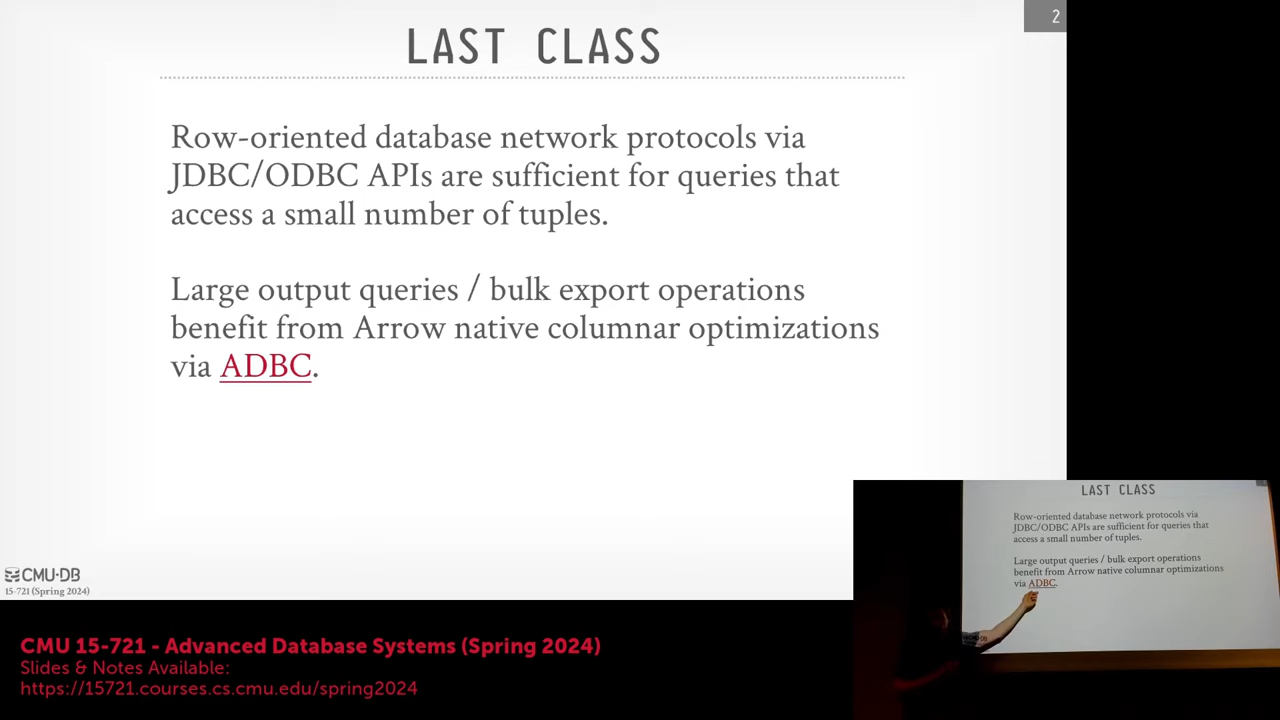 2
LAST CLASS
Row-oriented database network protocols via
JDBC/ODBC APIs are sufficient for queries that
access a small number of tuples.
Large output queries / bulk export operations
benefit from Arrow native columnar optimizations
via ADBC.
CMU·DB
15-721 (Spring 2024)
LAST CLASS
Row-oriented database network protocols via
JDBC/ODBC APIs are sufficient for queries that
access a small number of tuples.
Large output queries / bulk export operations
benefit from Arrow native columnar optimizations
via ADBC.
CMU 15-721 - Advanced Database Systems (Spring 2024)
Slides & Notes Available:
https://15721.courses.cs.cmu.edu/spring2024